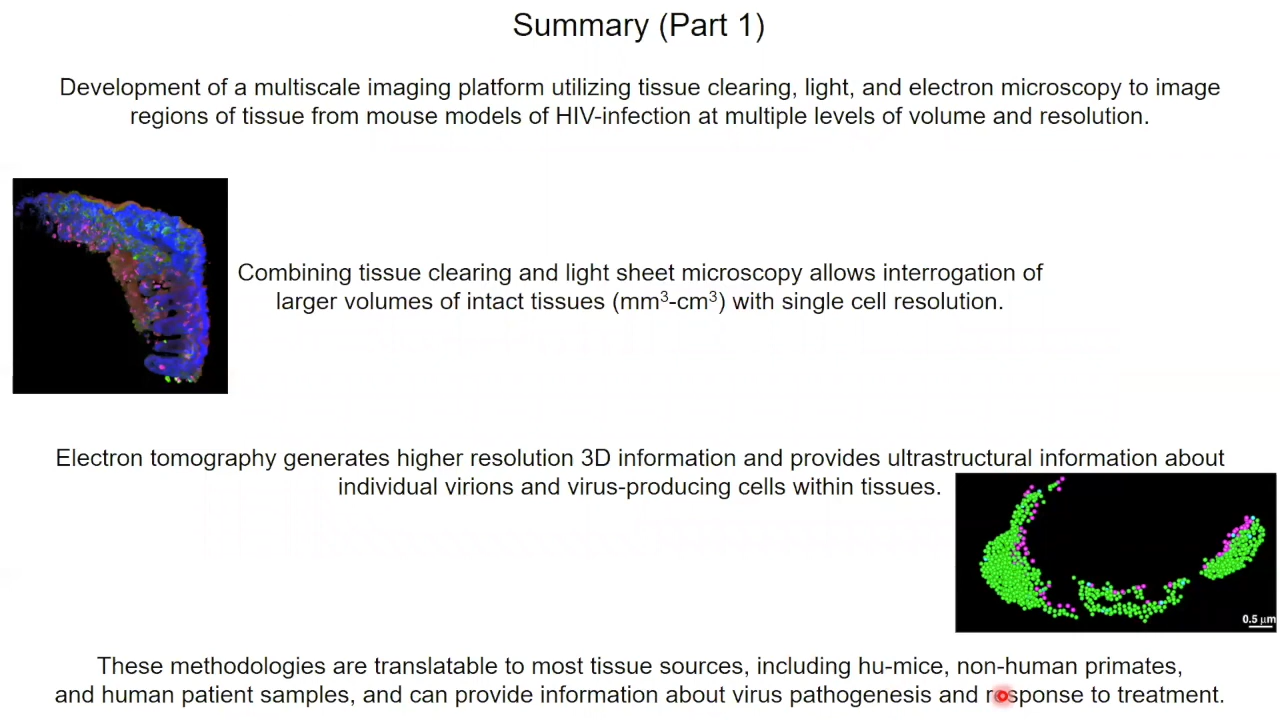 Summary (Part 1)
Development of a multiscale imaging platform utilizing tissue clearing, light, and electron microscopy to image
regions of tissue from mouse models of HIV-infection at multiple levels of volume and resolution.
Combining tissue clearing and light sheet microscopy allows interrogation of
larger volumes of intact tissues (mm³-cm³) with single cell resolution.
Electron tomography generates higher resolution 3D information and provides ultrastructural information about
individual virions and virus-producing cells within tissues.
0.5 µm
These methodologies are translatable to most tissue sources, including hu-mice, non-human primates,
and human patient samples, and can provide information about virus pathogenesis and response to treatment.